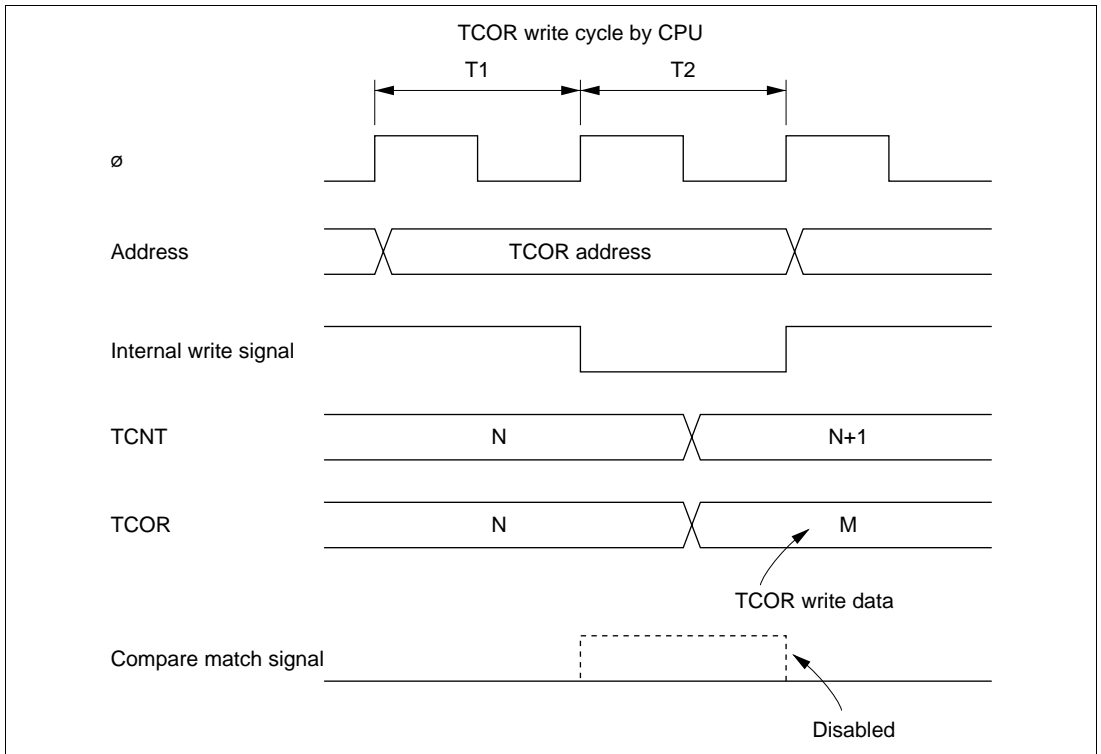 TCOR write cycle by CPU
T1 T2
ø
Address TCOR address
Internal write signal
TCNT N N+1
TCOR N M
TCOR write data
Compare match signal
Disabled